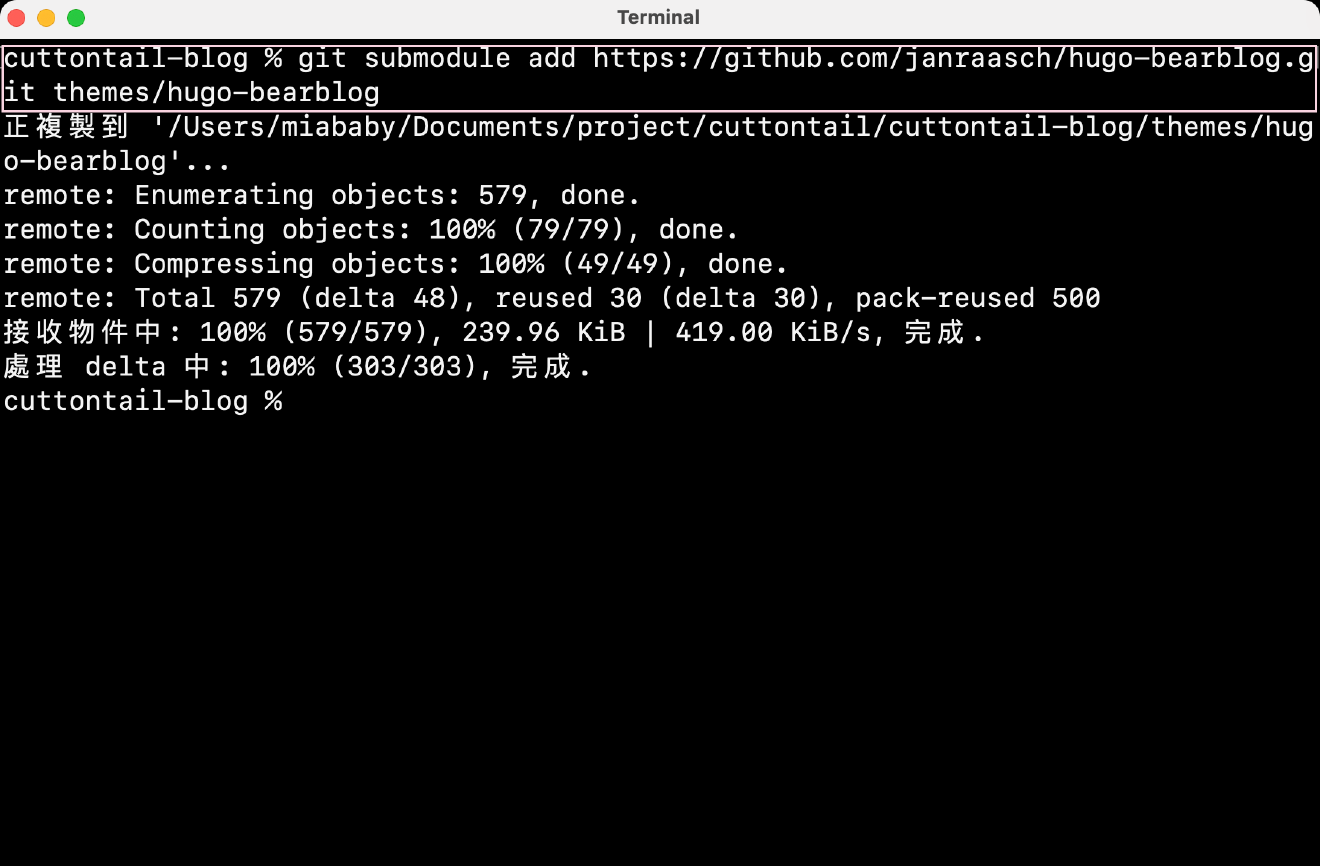 Terminal
cuttontail-blog % git submodule add https://github.com/janraasch/hugo-bearblog.g
it themes/hugo-bearblog
正複製到 '/Users/miababy/Documents/project/cuttontail/cuttontail-blog/themes/hug
o-bearblog'...
remote: Enumerating objects: 579, done.
remote: Counting objects: 100% (79/79), done.
remote: Compressing objects: 100% (49/49), done.
remote: Total 579 (delta 48), reused 30 (delta 30), pack-reused 500
接收物件中: 100% (579/579), 239.96 KiB | 419.00 KiB/s, 完成.
處理 delta 中: 100% (303/303), 完成.
cuttontail-blog %